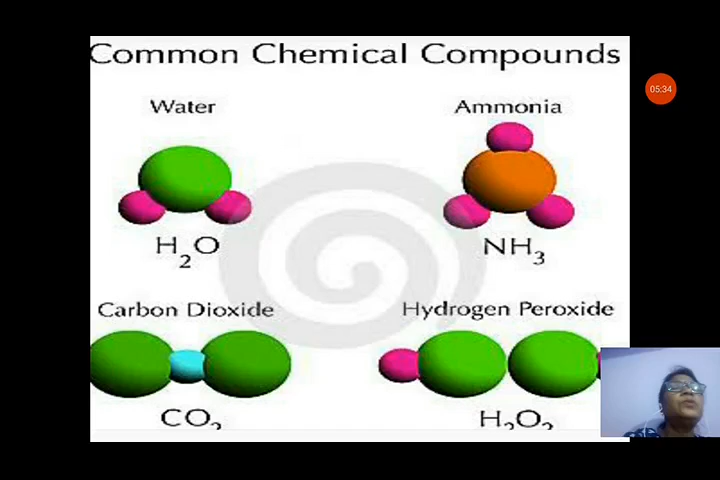 Common Chemical Compounds
05:34
Water
Ammonia
H₂O
NH₃
Carbon Dioxide
Hydrogen Peroxide
CO₂
H₂O₂